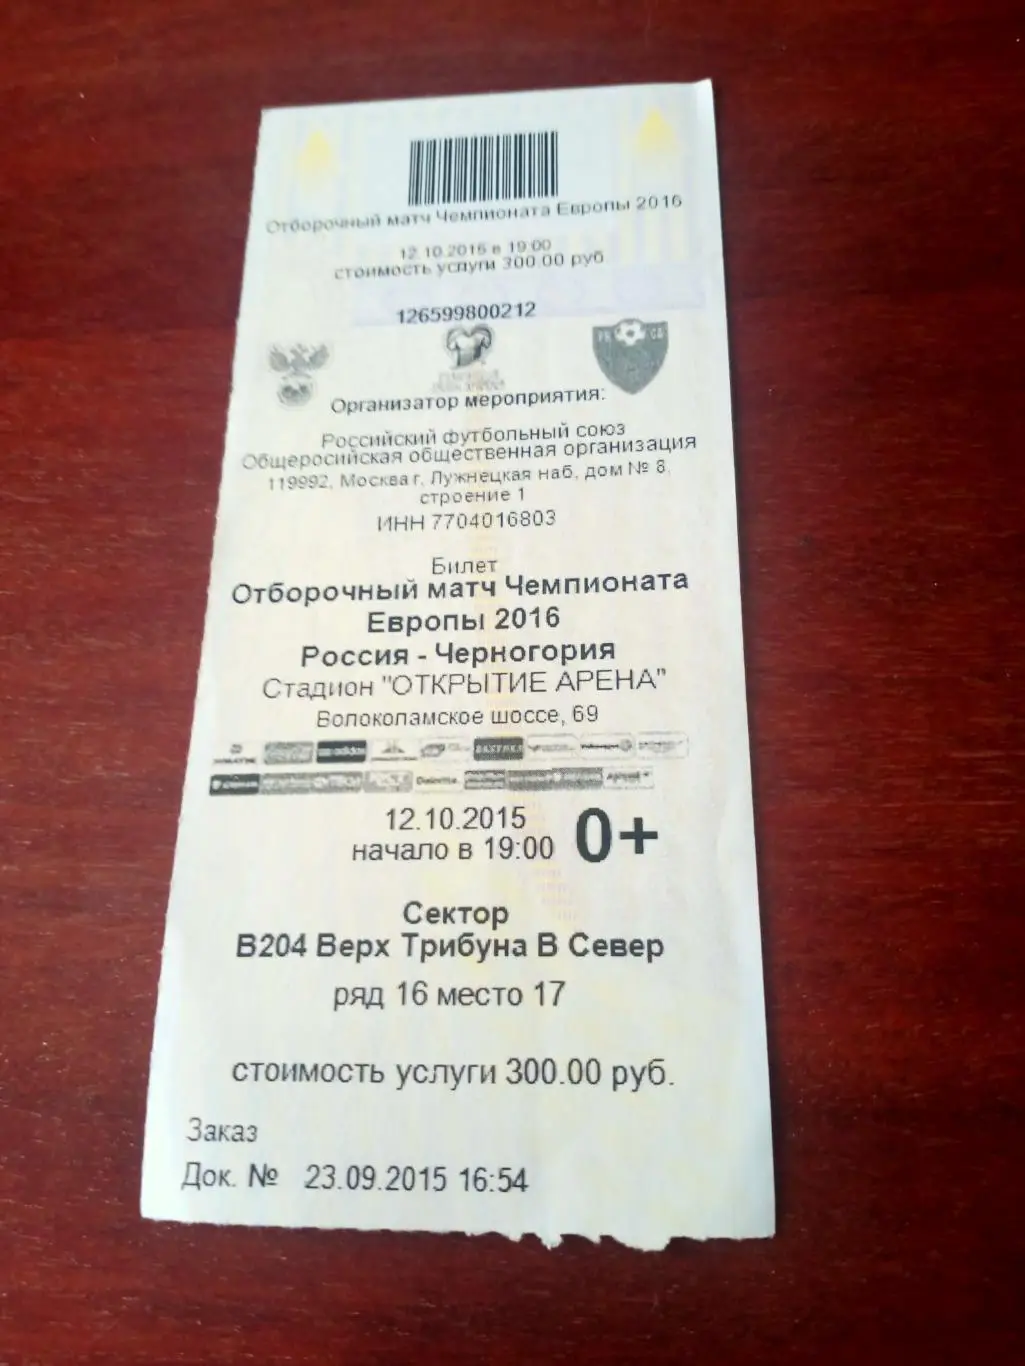 Отборочный матч Чемпионата Европы 2016
12.10.2015 в 19:00
стоимость услуги 300.00 руб
126599800212
Организатор мероприятия:
Российский футбольный союз
Общероссийская общественная организация
119992, Москва г, Лужнецкая наб, дом № 8,
строение 1
ИНН 7704016803
Билет
Отборочный матч Чемпионата
Европы 2016
Россия - Черногория
Стадион "ОТКРЫТИЕ АРЕНА"
Волоколамское шоссе, 69
adidas
Volkswagen
Deloitte
12.10.2015
начало в 19:00
0+
Сектор
В204 Верх Трибуна В Север
ряд 16 место 17
стоимость услуги 300.00 руб.
Заказ
Док. № 23.09.2015 16:54